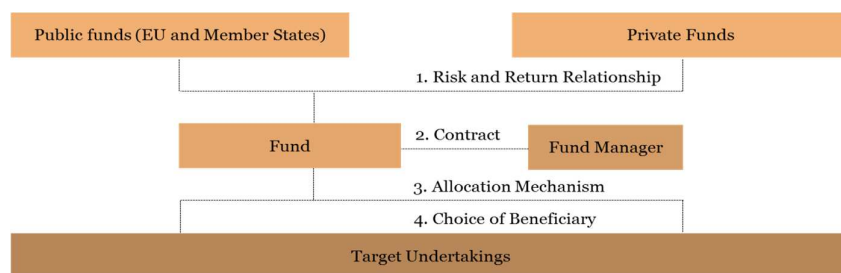 Public funds (EU and Member States)
Private Funds
1. Risk and Return Relationship
Fund
2. Contract
Fund Manager
3. Allocation Mechanism
4. Choice of Beneficiary
Target Undertakings